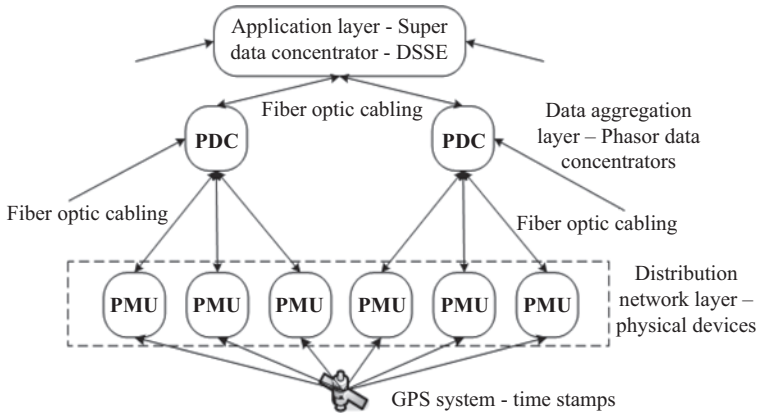 Application layer - Super
data concentrator - DSSE
Fiber optic cabling
PDC
PDC
Data aggregation
layer – Phasor data
concentrators
Fiber optic cabling
Fiber optic cabling
PMU
PMU
PMU
PMU
PMU
PMU
Distribution
network layer –
physical devices
GPS system - time stamps